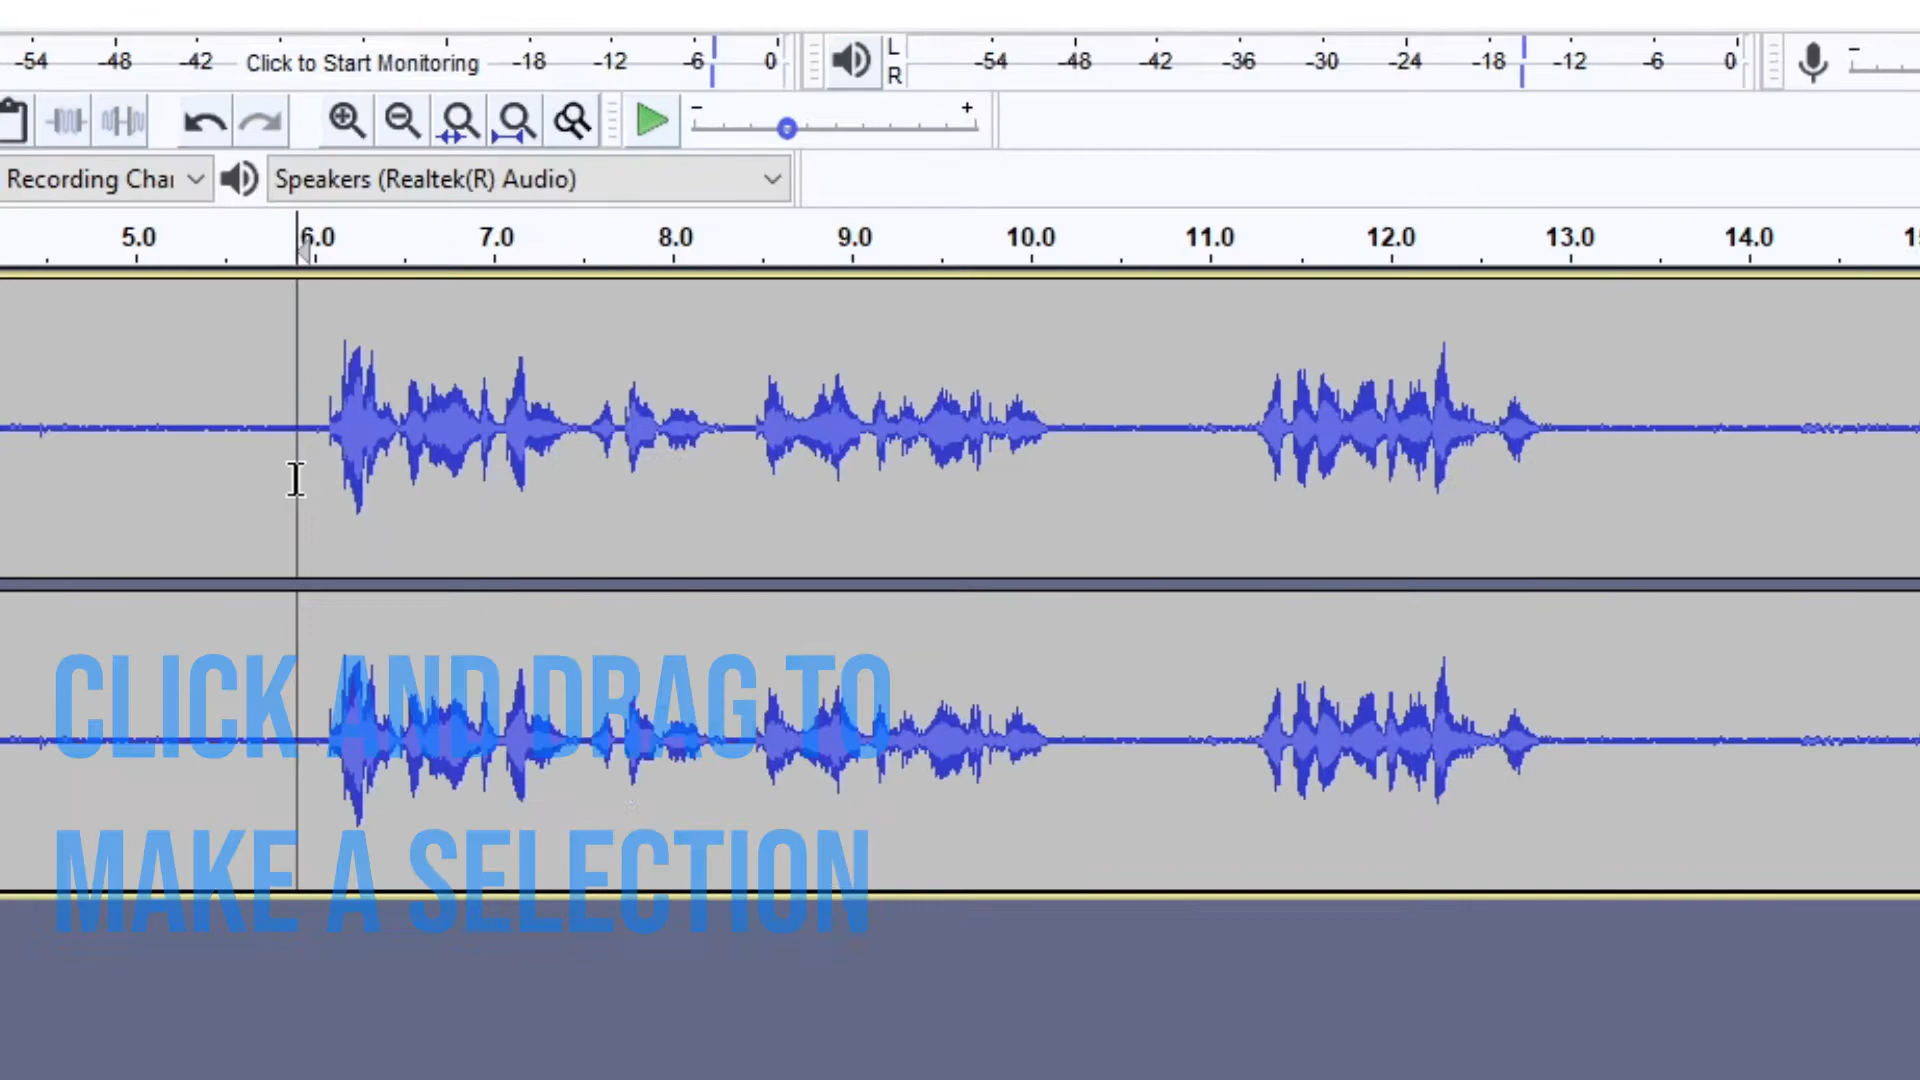 -54 -48 -42 Click to Start Monitoring -18 -12 -6 0 L R -54 -48 -42 -36 -30 -24 -18 -12 -6 0 -
- +
Recording Cha Speakers (Realtek(R) Audio)
5.0 6.0 7.0 8.0 9.0 10.0 11.0 12.0 13.0 14.0
CLICK AND DRAG TO
MAKE A SELECTION